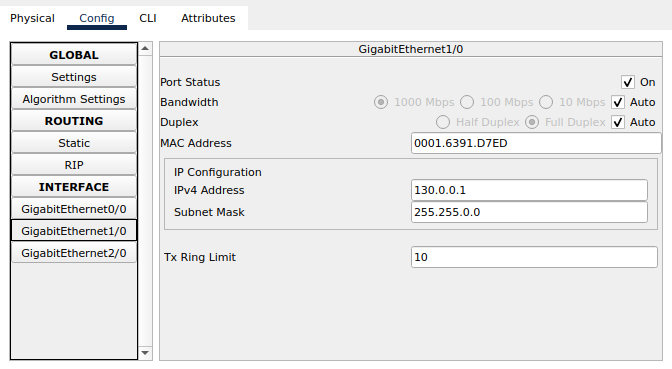 Physical Config CLI Attributes
GLOBAL
Settings
Algorithm Settings
ROUTING
Static
RIP
INTERFACE
GigabitEthernet0/0
GigabitEthernet1/0
GigabitEthernet2/0
GigabitEthernet1/0
Port Status On
Bandwidth 1000 Mbps 100 Mbps 10 Mbps Auto
Duplex Half Duplex Full Duplex Auto
MAC Address 0001.6391.D7ED
IP Configuration
IPv4 Address 130.0.0.1
Subnet Mask 255.255.0.0
Tx Ring Limit 10